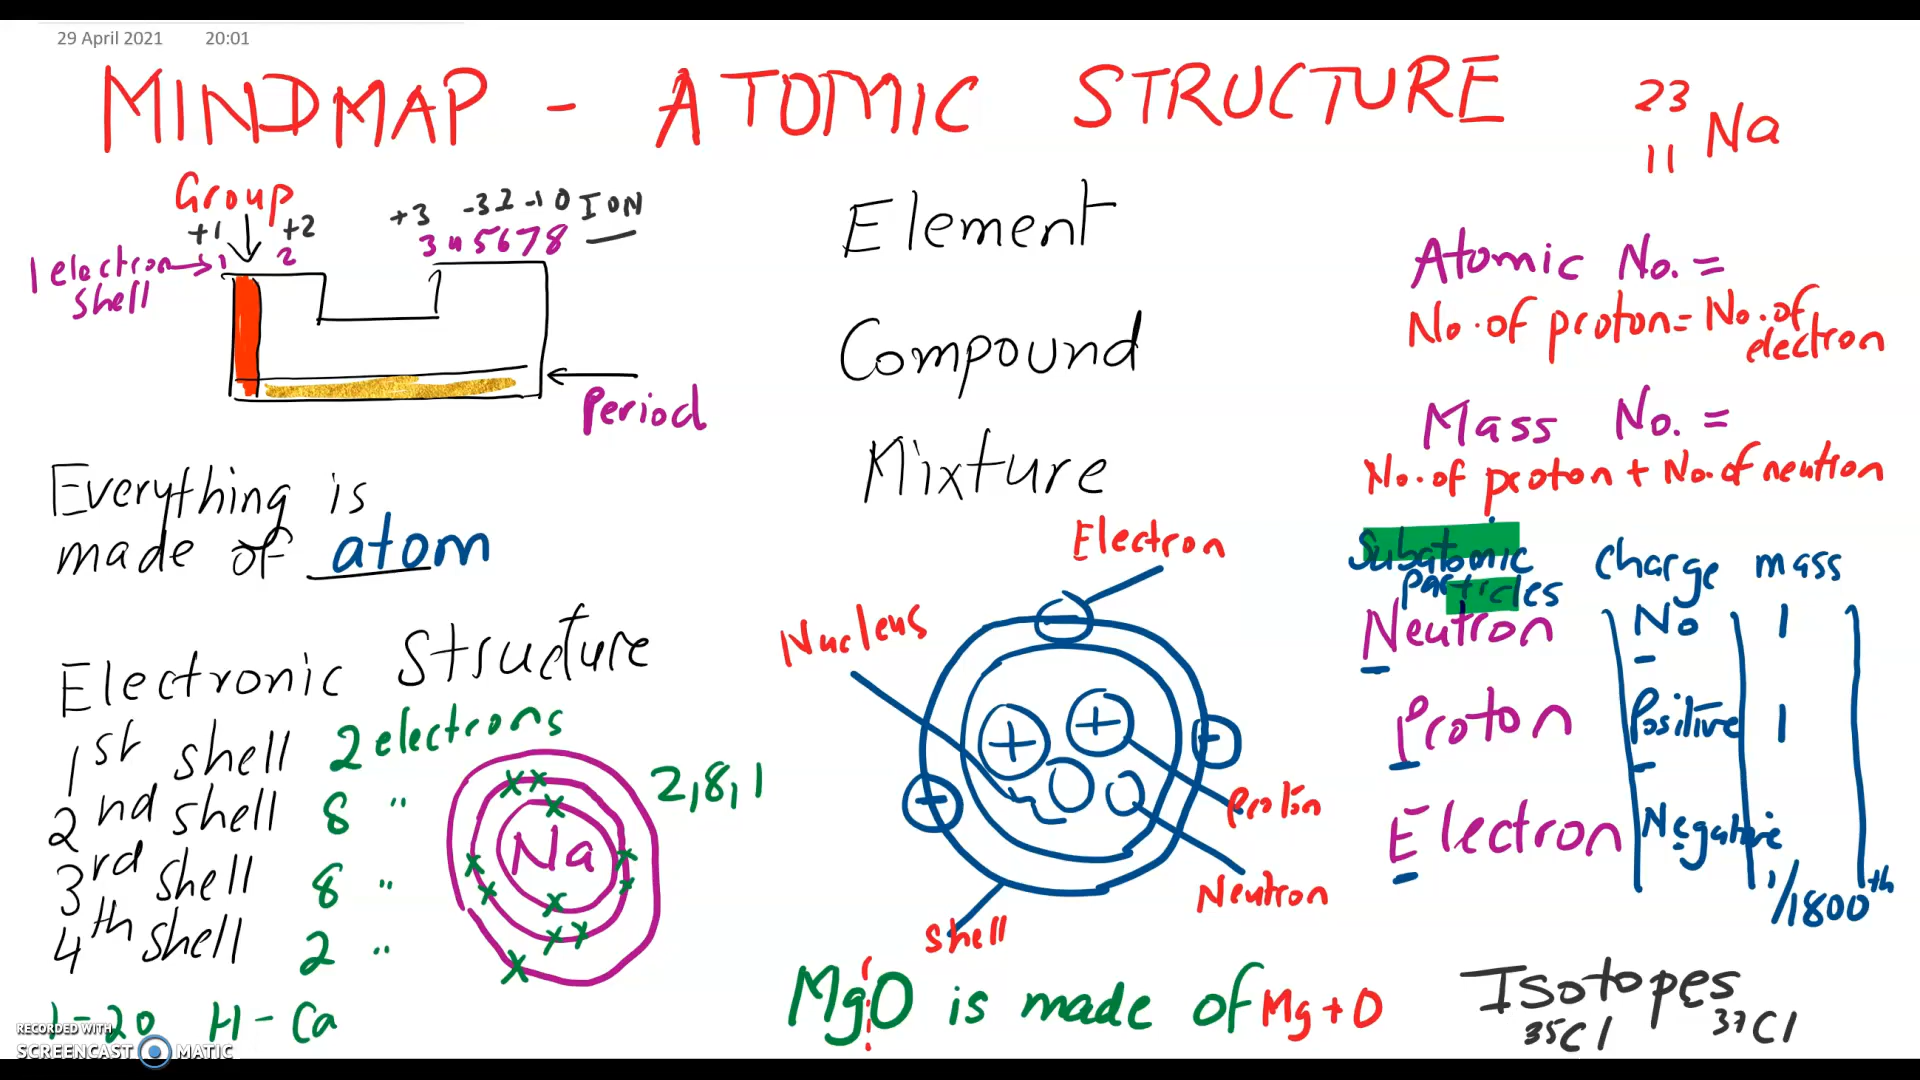 29 April 2021 20:01
MINDMAP - ATOMIC STRUCTURE
23
11 Na
Group
+1 +2 +3 -3 2 -1 0 ION
1 2 3 4 5 6 7 8
1 electron
shell
Period
Everything is
made of atom
Electronic Structure
1st shell 2 electrons
2nd shell 8 "
3rd shell 8 "
4th shell 2 "
1-20 H - Ca
Na
2,8,1
Element
Compound
Mixture
Electron
Nucleus
+ +
Proton
Neutron
Shell
MgO is made of Mg + O
Atomic No. =
No. of proton = No. of
electron
Mass No. =
No. of proton + No. of neutron
Subatomic
particles charge mass
Neutron No 1
Proton Positive 1
Electron Negative 1/1800th
Isotopes
35Cl 37Cl
RECORDED WITH
SCREENCAST MATIC